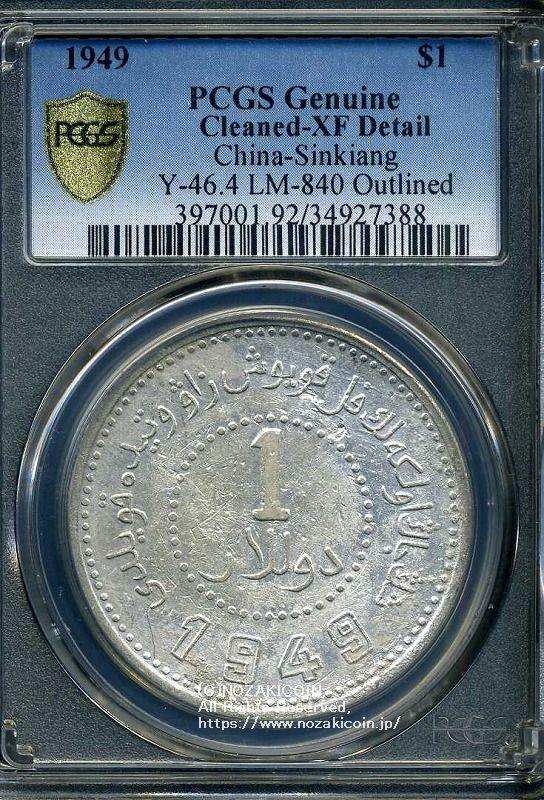 1949 $1
PCGS Genuine
PCGS
Cleaned-XF Detail
China-Sinkiang
Y-46.4 LM-840 Outlined
397001.92/34927388
1
دوللار
1949
©NOZAKICOIN
All Rights Reserved,
https://www.nozakicoin.jp/
PCGS